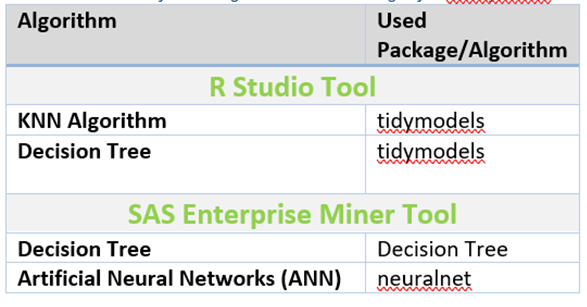 Algorithm Used
Package/Algorithm
R Studio Tool
KNN Algorithm tidymodels
Decision Tree tidymodels
SAS Enterprise Miner Tool
Decision Tree Decision Tree
Artificial Neural Networks (ANN) neuralnet